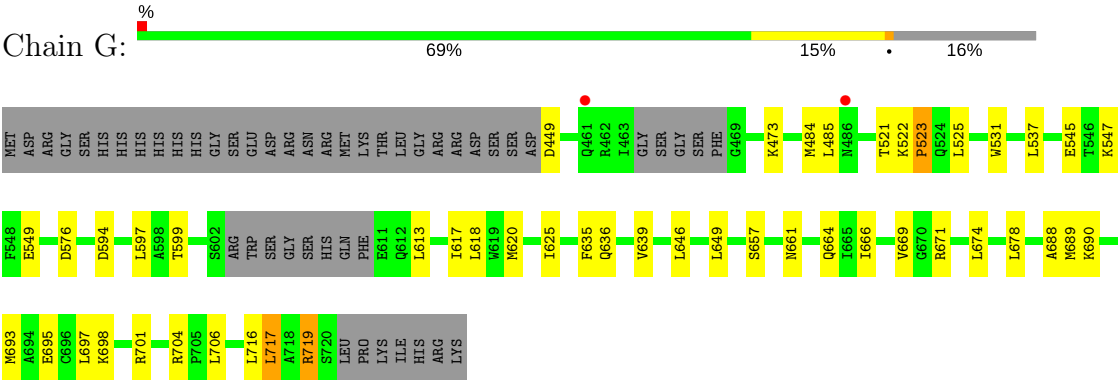 %
Chain G:
69% 15% • 16%
MET ASP ARG GLY SER HIS HIS HIS HIS HIS HIS GLY SER GLU ASP ARG ASN ARG MET LYS THR LEU GLY ARG ARG ASP SER SER ASP D449 Q461 R462 I463 GLY SER GLY SER PHE G469 K473 M484 L485 N486 T521 K522 P523 Q524 L525 W531 L537 E545 T546 K547
F548 E549 D576 D594 L597 A598 T599 S602 ARG TRP SER GLY SER HIS GLN PHE E611 Q612 L613 I617 L618 W619 M620 I625 F635 Q636 V639 L646 L649 S657 N661 Q664 I665 I666 V669 G670 R671 L674 L678 A688 M689 K690
M693 A694 E695 C696 L697 K698 R701 R704 P705 L706 L716 L717 A718 R719 S720 LEU PRO LYS ILE HIS ARG LYS